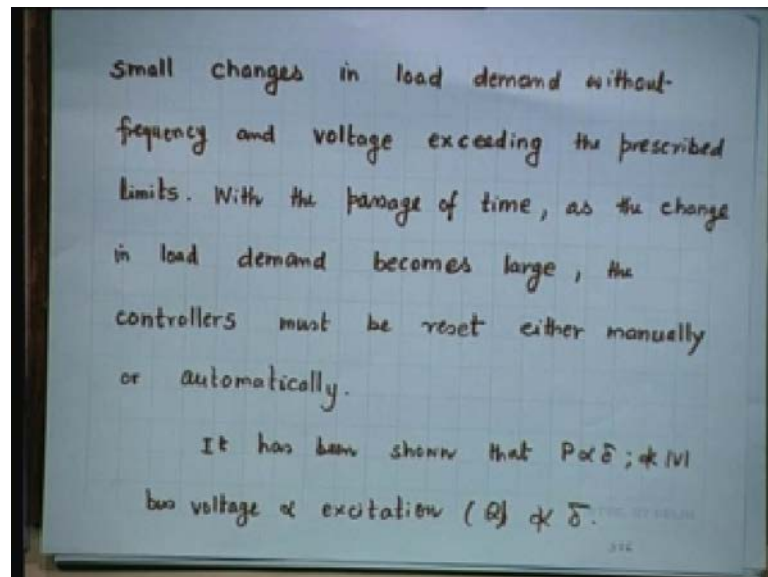 Small changes in load demand without
frequency and voltage exceeding the prescribed
limits. With the passage of time, as the change
in load demand becomes large, the
controllers must be reset either manually
or automatically.
It has been shown that P∝δ; ∝̸ |V|
bus voltage ∝ excitation (Q) ∝̸ δ.